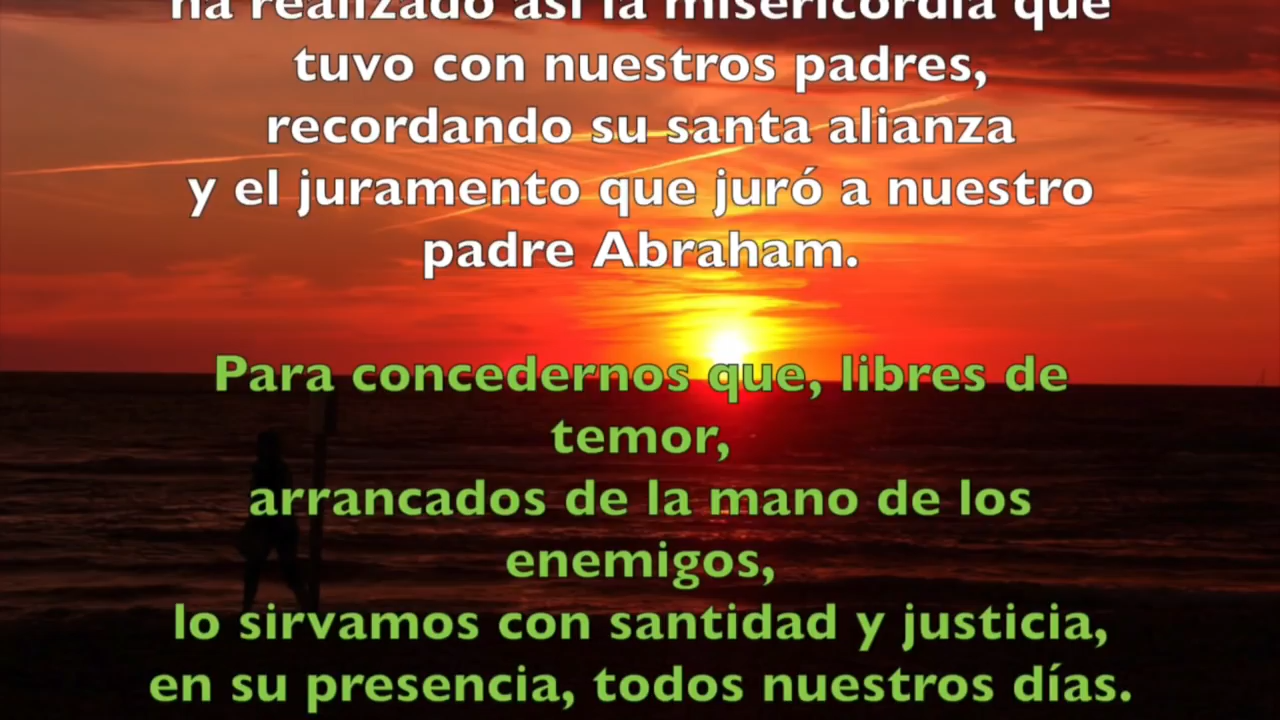 ha realizado así la misericordia que
tuvo con nuestros padres,
recordando su santa alianza
y el juramento que juró a nuestro
padre Abraham.
Para concedernos que, libres de
temor,
arrancados de la mano de los
enemigos,
lo sirvamos con santidad y justicia,
en su presencia, todos nuestros días.